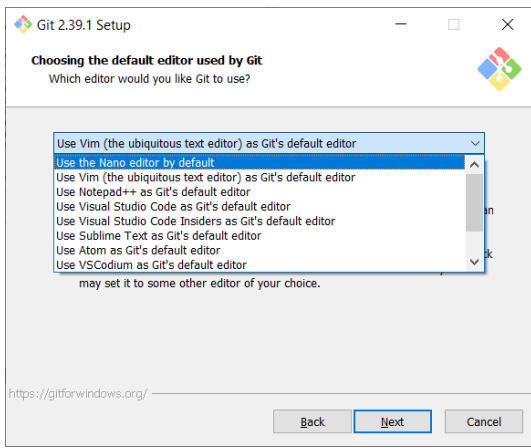 Git 2.39.1 Setup
Choosing the default editor used by Git
Which editor would you like Git to use?
Use Vim (the ubiquitous text editor) as Git's default editor
Use the Nano editor by default
Use Vim (the ubiquitous text editor) as Git's default editor
Use Notepad++ as Git's default editor
Use Visual Studio Code as Git's default editor
Use Visual Studio Code Insiders as Git's default editor
Use Sublime Text as Git's default editor
Use Atom as Git's default editor
Use VSCodium as Git's default editor
may set it to some other editor of your choice.
https://gitforwindows.org/
Back
Next
Cancel